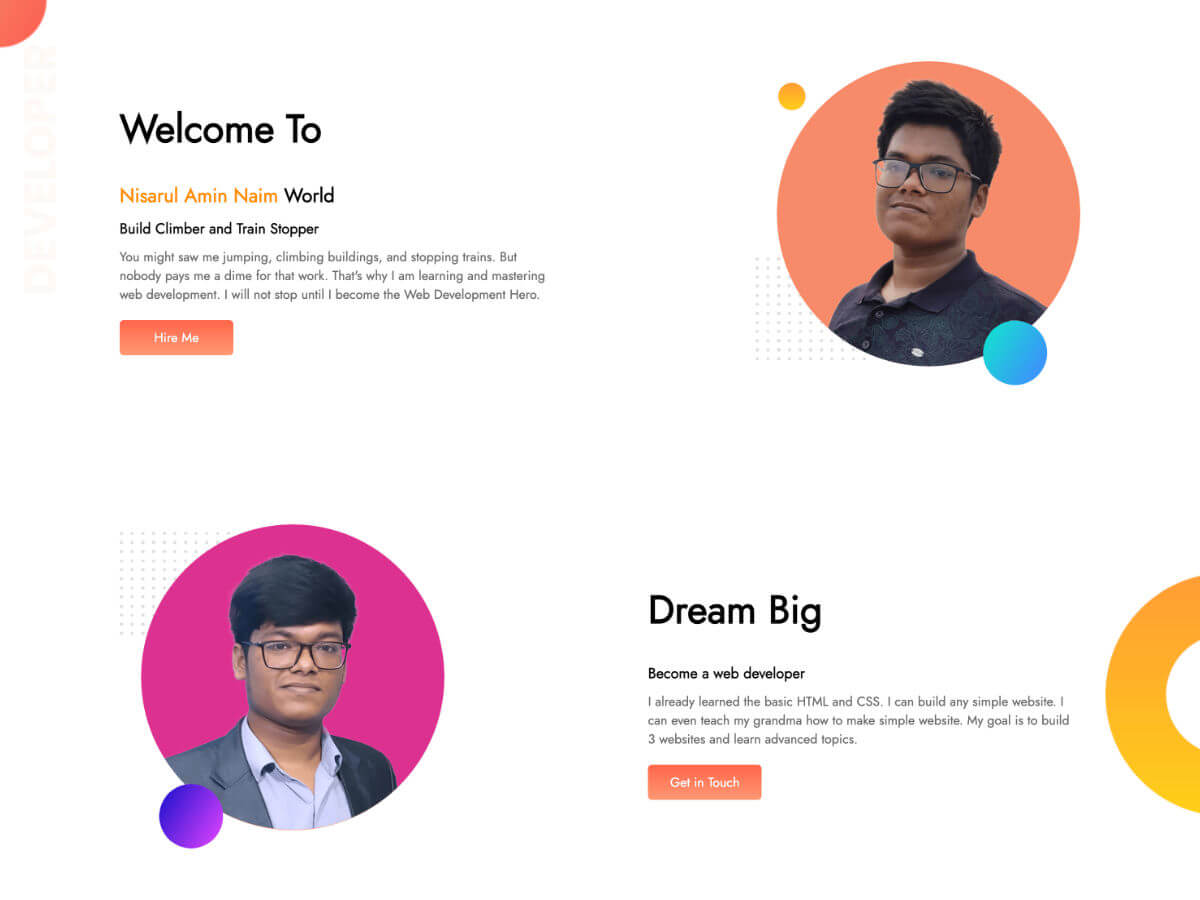 DEVELOPER
Welcome To
Nisarul Amin Naim World
Build Climber and Train Stopper
You might saw me jumping, climbing buildings, and stopping trains. But
nobody pays me a dime for that work. That's why I am learning and mastering
web development. I will not stop until I become the Web Development Hero.
Hire Me
Dream Big
Become a web developer
I already learned the basic HTML and CSS. I can build any simple website. I
can even teach my grandma how to make simple website. My goal is to build
3 websites and learn advanced topics.
Get in Touch